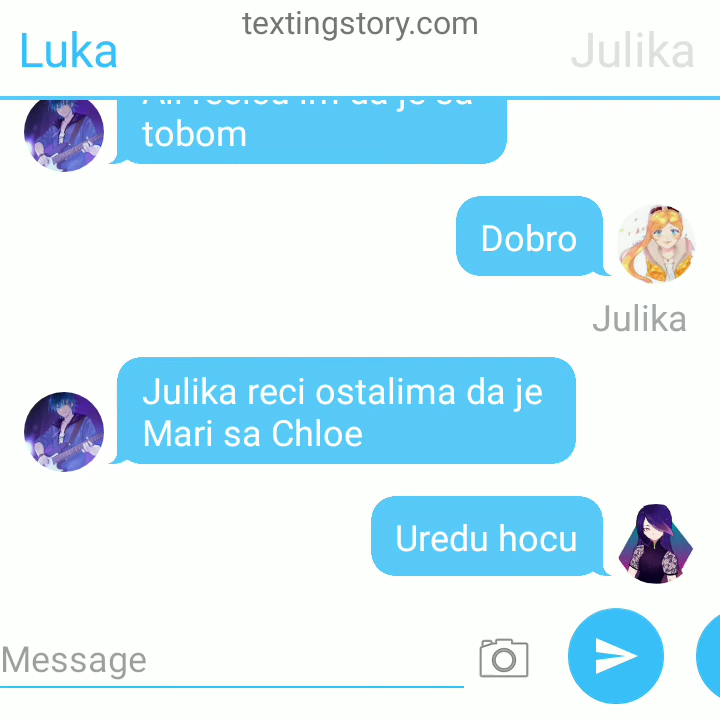 textingstory.com
Luka
Julika
tobom
Dobro
Julika
Julika reci ostalima da je
Mari sa Chloe
Uredu hocu
Message